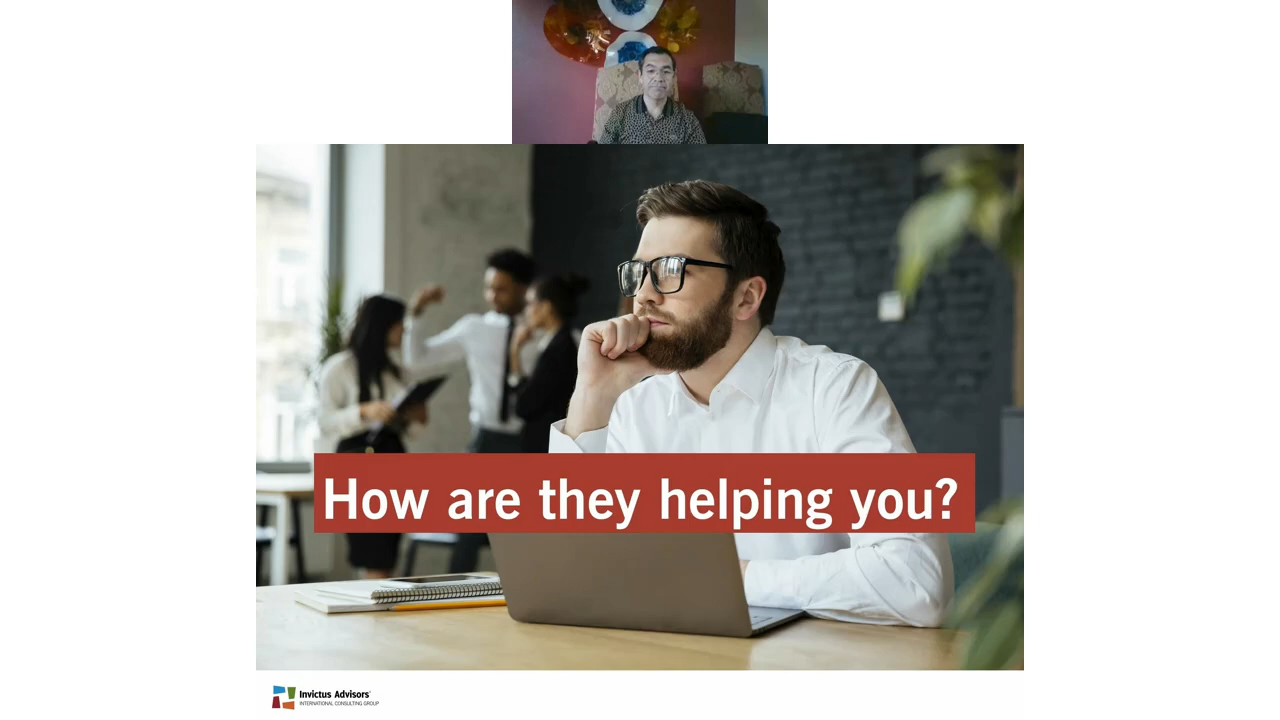 How are they helping you?
Invictus Advisors
INTERNATIONAL CONSULTING GROUP